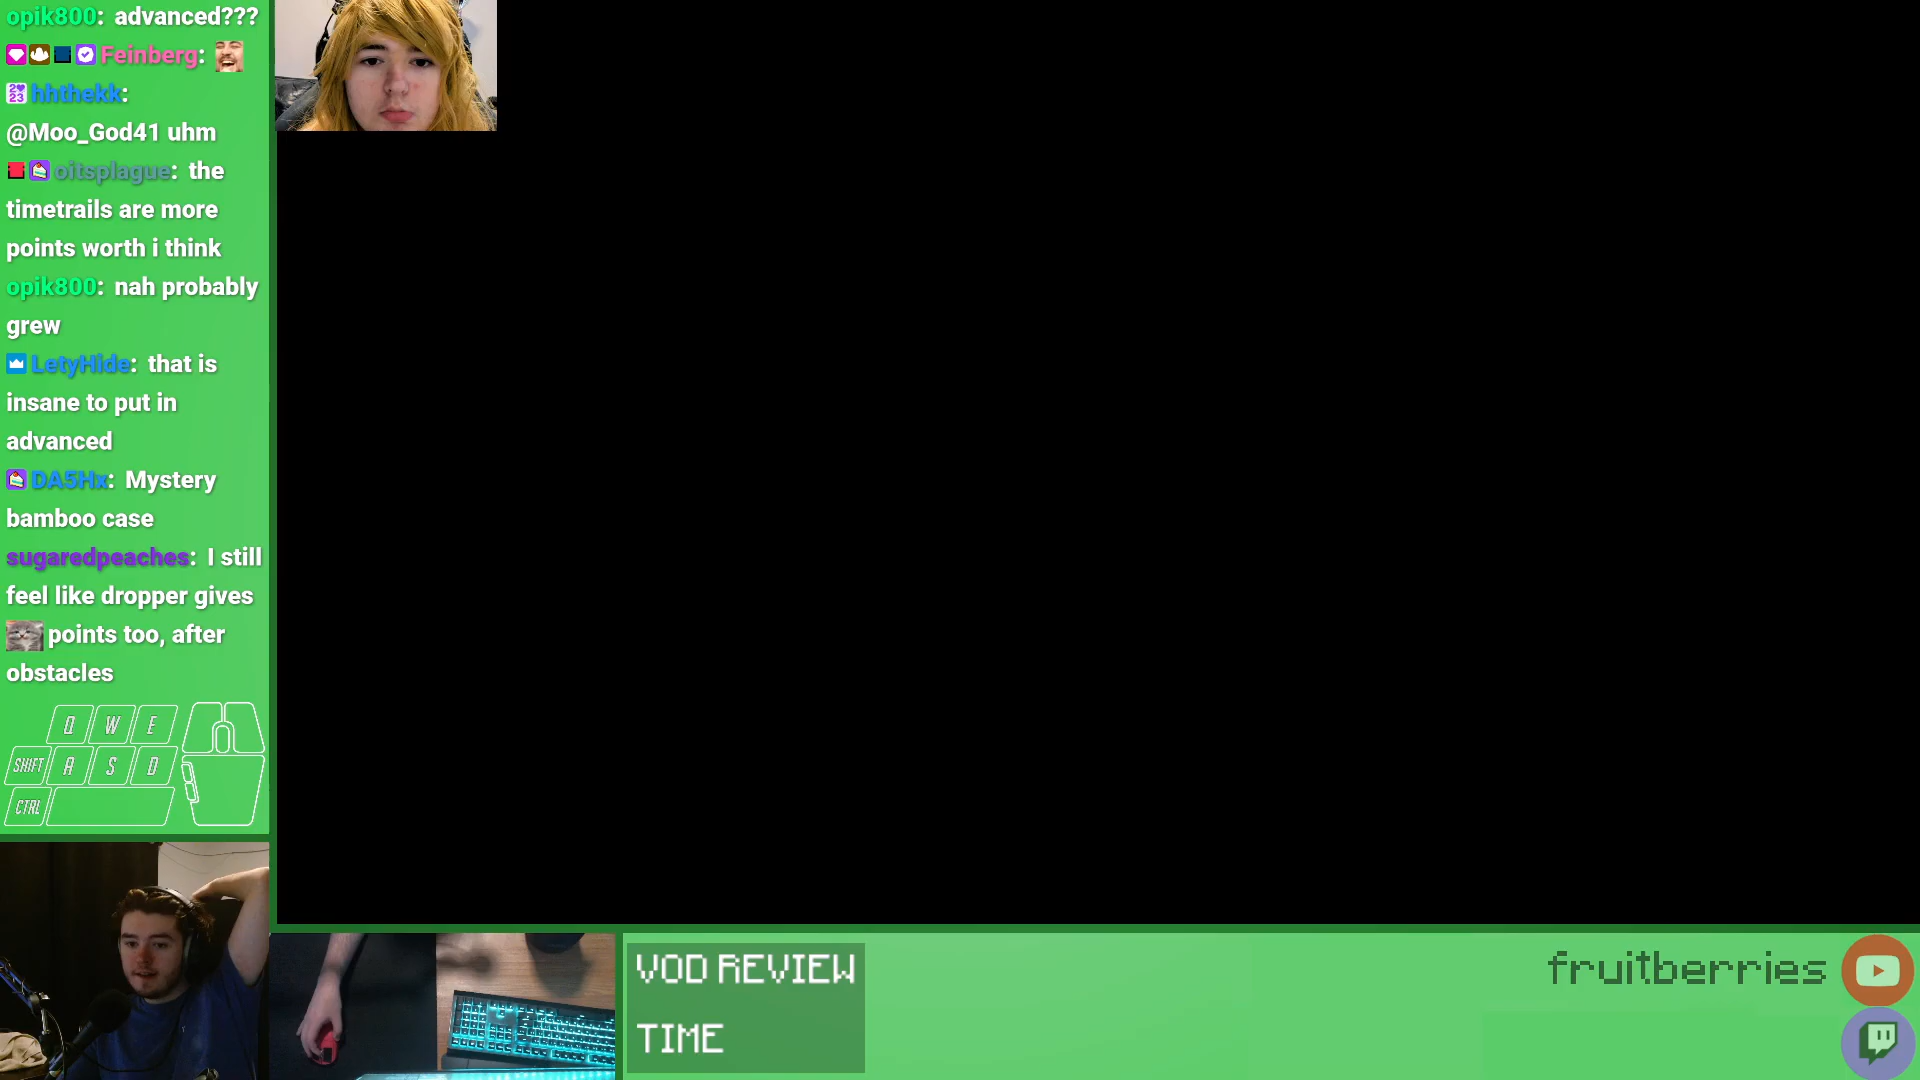 opik800: advanced???
Feinberg:
hhthekk:
@Moo_God41 uhm
oitsplague: the
timetrails are more
points worth i think
opik800: nah probably
grew
LetyHide: that is
insane to put in
advanced
DA5Hx: Mystery
bamboo case
sugaredpeaches: I still
feel like dropper gives
points too, after
obstacles
Q W E
SHIFT A S D
CTRL
VOD REVIEW
TIME
fruitberries